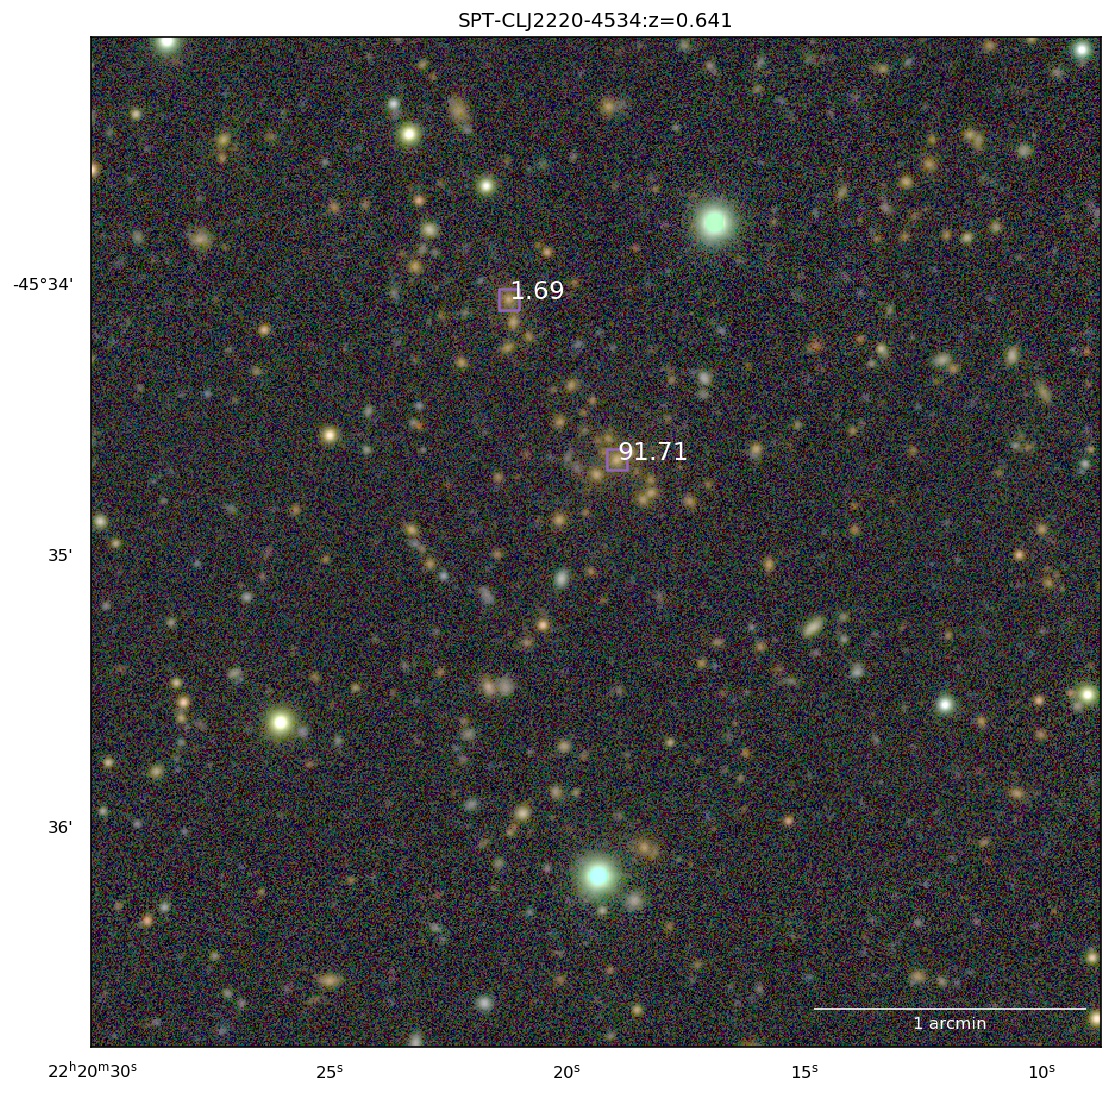 SPT-CLJ2220-4534:z=0.641
-45°34'
1.69
91.71
35'
36'
1 arcmin
22ʰ20ᵐ30ˢ 25ˢ 20ˢ 15ˢ 10ˢ